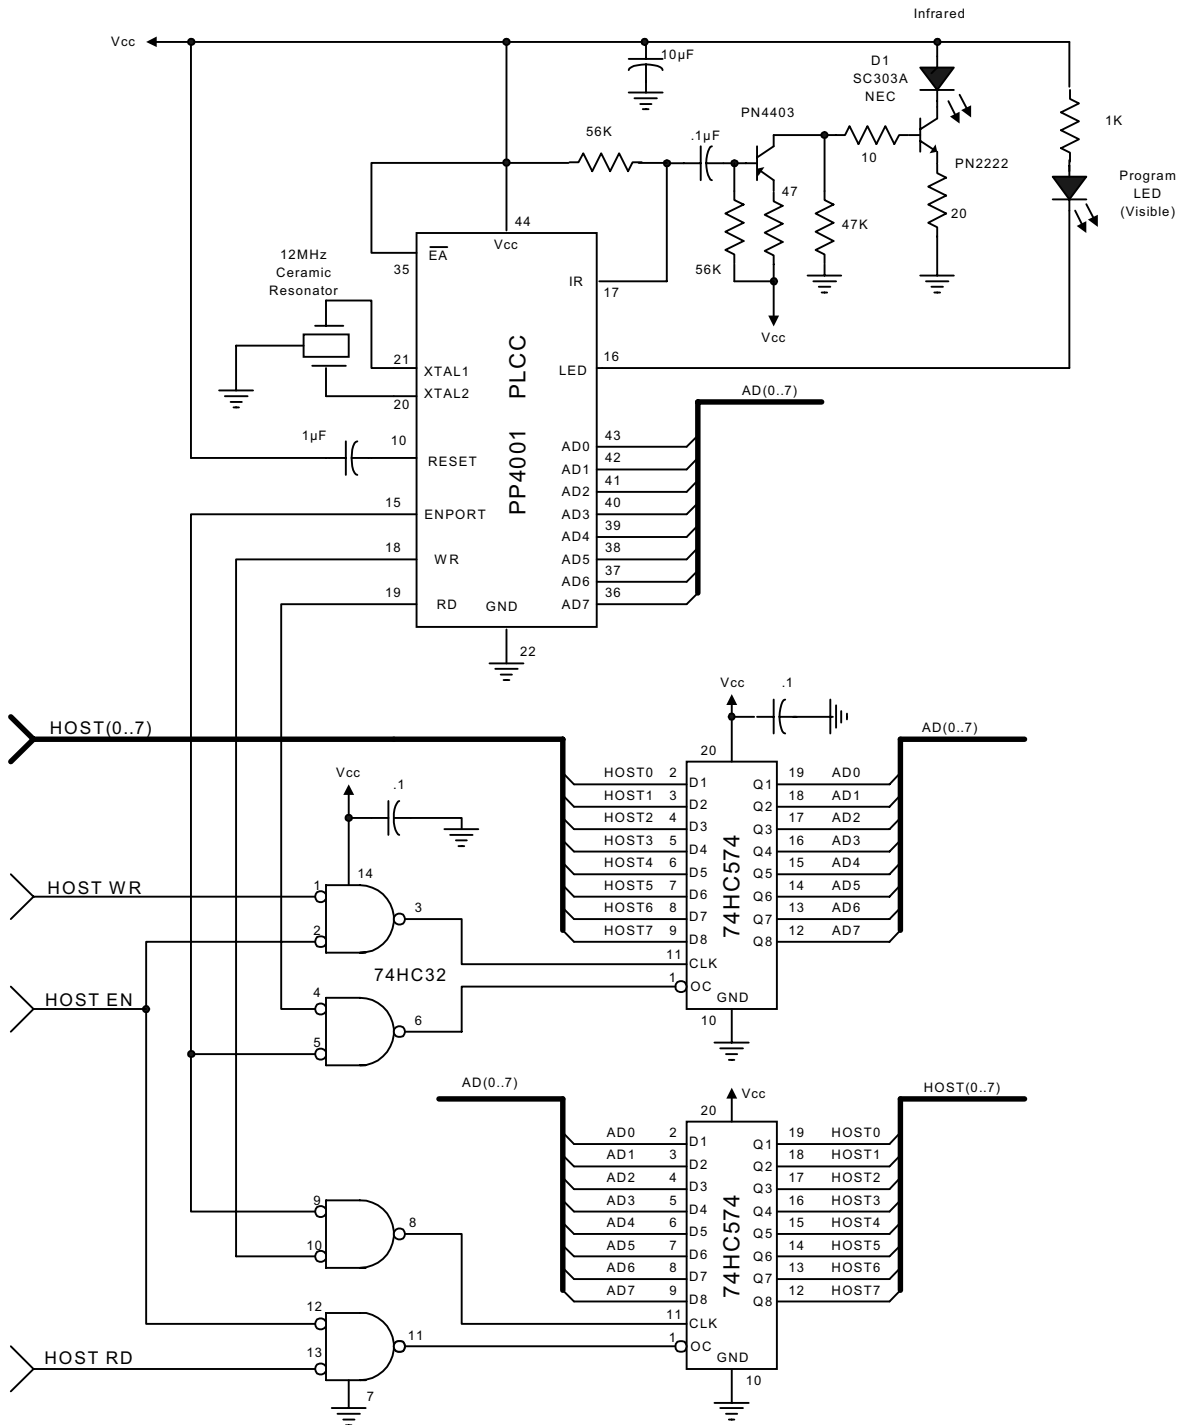 Infrared
Vcc
10µF
D1
SC303A
NEC
PN4403
1K
56K
.1µF
10
PN2222
Program
LED
(Visible)
47
20
47K
44
Vcc
EA
35
12MHz
Ceramic
Resonator
56K
IR
17
Vcc
PP4001 PLCC
16
21
XTAL1
LED
XTAL2
20
AD(0..7)
1µF
10
RESET
43
AD0
42
AD1
41
AD2
15
40
ENPORT
AD3
39
AD4
18
38
WR
AD5
37
AD6
19
36
RD
GND
AD7
22
Vcc
.1
HOST(0..7)
AD(0..7)
20
HOST0 2 D1 Q1 19 AD0
HOST1 3 D2 Q2 18 AD1
HOST2 4 D3 Q3 17 AD2
HOST3 5 D4 Q4 16 AD3
HOST4 6 D5 Q5 15 AD4
HOST5 7 D6 Q6 14 AD5
HOST6 8 D7 Q7 13 AD6
HOST7 9 D8 Q8 12 AD7
74HC574
11 CLK
1 OC
GND
10
Vcc
.1
14
HOST WR
1
3
2
74HC32
HOST EN
4
6
5
AD(0..7)
Vcc
HOST(0..7)
20
AD0 2 D1 Q1 19 HOST0
AD1 3 D2 Q2 18 HOST1
AD2 4 D3 Q3 17 HOST2
AD3 5 D4 Q4 16 HOST3
AD4 6 D5 Q5 15 HOST4
AD5 7 D6 Q6 14 HOST5
AD6 8 D7 Q7 13 HOST6
AD7 9 D8 Q8 12 HOST7
74HC574
11 CLK
1 OC
GND
10
9
8
10
12
11
HOST RD
13
7